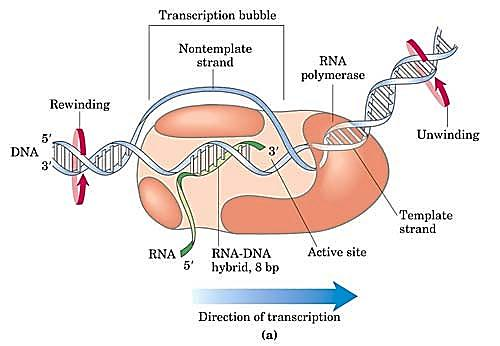 Transcription bubble
Nontemplate
strand
RNA
polymerase
Rewinding
Unwinding
DNA
5′
3′
3′
Template
strand
RNA
5′
RNA-DNA
hybrid, 8 bp
Active site
Direction of transcription
(a)